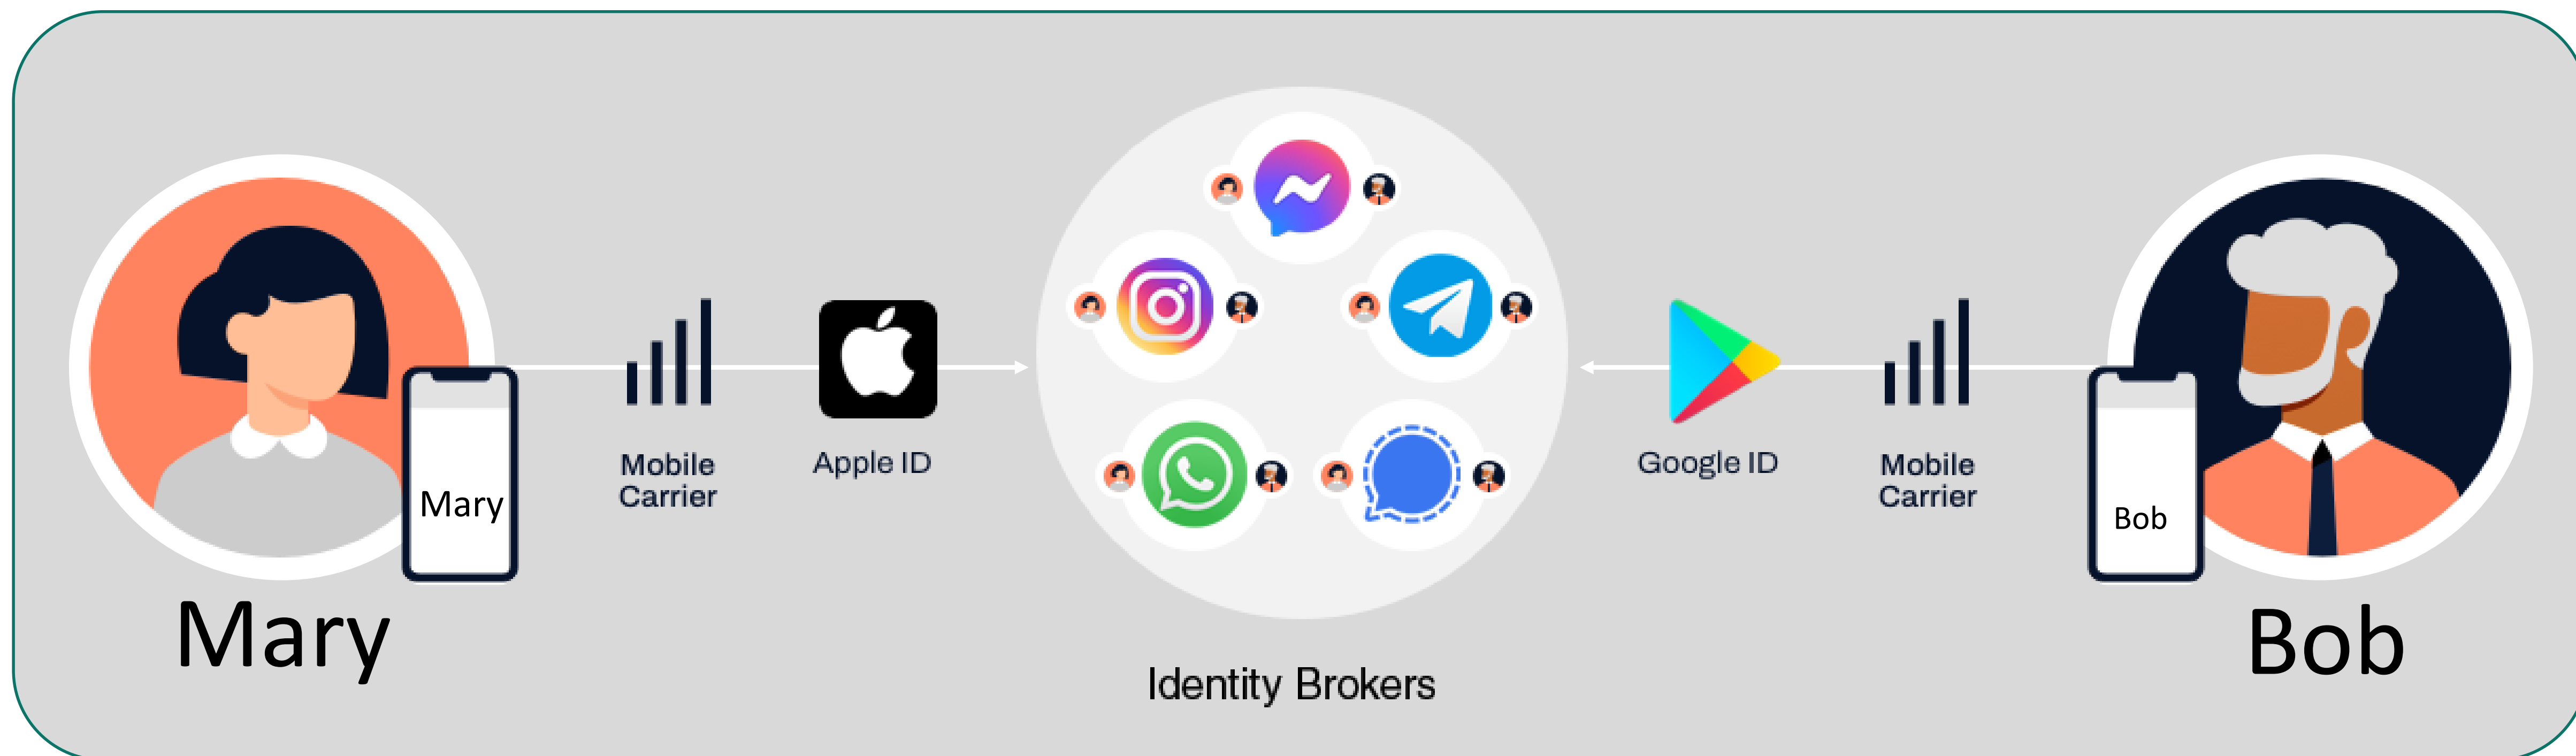 Mary
Mobile
Carrier
Apple ID
Mary
Identity Brokers
Google ID
Mobile
Carrier
Bob
Bob